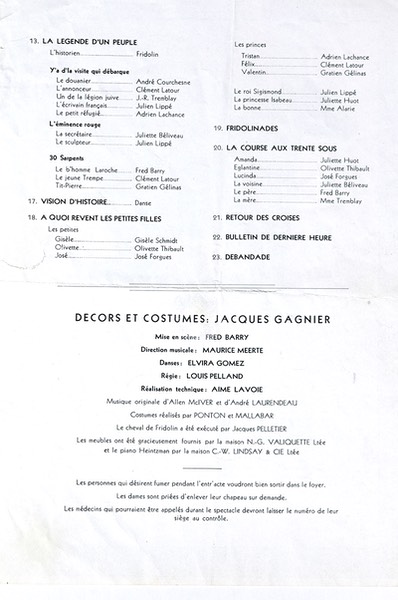 13. LA LEGENDE D'UN PEUPLE
L'historien........Fridolin
Y'a d'la visite qui débarque
Le douanier........André Courchesne
L'annonceur........Clément Latour
Un de la légion juive........J.-R. Tremblay
L'écrivain français........Julien Lippé
Le petit réfugié........Adrien Lachance
L'éminence rouge
La secrétaire........Juliette Béliveau
Le sculpteur........Julien Lippé
30 Sarpents
Le b'homme Laroche........Fred Barry
Le jeune Trempe........Clément Latour
Tit-Pierre........Gratien Gélinas
17. VISION D'HISTOIRE........Danse
18. A QUOI REVENT LES PETITES FILLES
Les petites
Gisèle........Gisèle Schmidt
Olivette........Olivette Thibault
José........José Forgues
Les princes
Tristan........Adrien Lachance
Félix........Clément Latour
Valentin........Gratien Gélinas
Le roi Sigismond........Julien Lippé
La princesse Isabeau........Juliette Huot
La bonne........Mme Alarie
19. FRIDOLINADES
20. LA COURSE AUX TRENTE SOUS
Amanda........Juliette Huot
Eglantine........Olivette Thibault
Lucinda........José Forgues
La voisine........Juliette Béliveau
Le père........Fred Barry
La mère........Mme Tremblay
21. RETOUR DES CROISES
22. BULLETIN DE DERNIERE HEURE
23. DEBANDADE
DECORS ET COSTUMES: JACQUES GAGNIER
Mise en scène: FRED BARRY
Direction musicale: MAURICE MEERTE
Danses: ELVIRA GOMEZ
Régie: LOUIS PELLAND
Réalisation technique: AIME LAVOIE
Musique originale d'Allen McIVER et d'André LAURENDEAU
Costumes réalisés par PONTON et MALLABAR
Le cheval de Fridolin a été exécuté par Jacques PELLETIER
Les meubles ont été gracieusement fournis par la maison N.-G. VALIQUETTE Ltée
et le piano Heintzman par la maison C.-W. LINDSAY & CIE Ltée
Les personnes qui désirent fumer pendant l'entr'acte voudront bien sortir dans le foyer.
Les dames sont priées d'enlever leur chapeau sur demande.
Les médecins qui pourraient être appelés durant le spectacle devront laisser le numéro de leur
siège au contrôle.